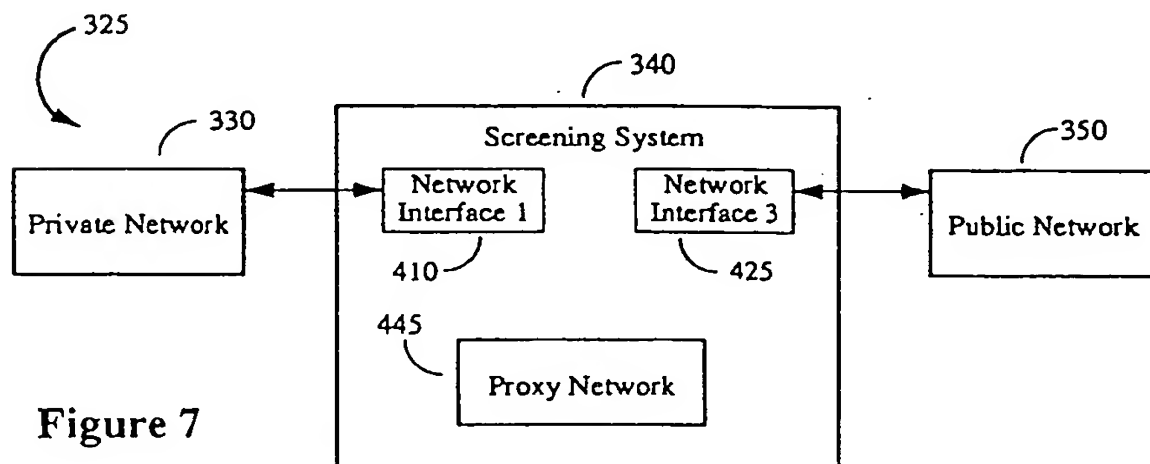 325
340
330
350
Screening System
Private Network
Network
Interface 1
Network
Interface 3
Public Network
410
425
445
Proxy Network
Figure 7